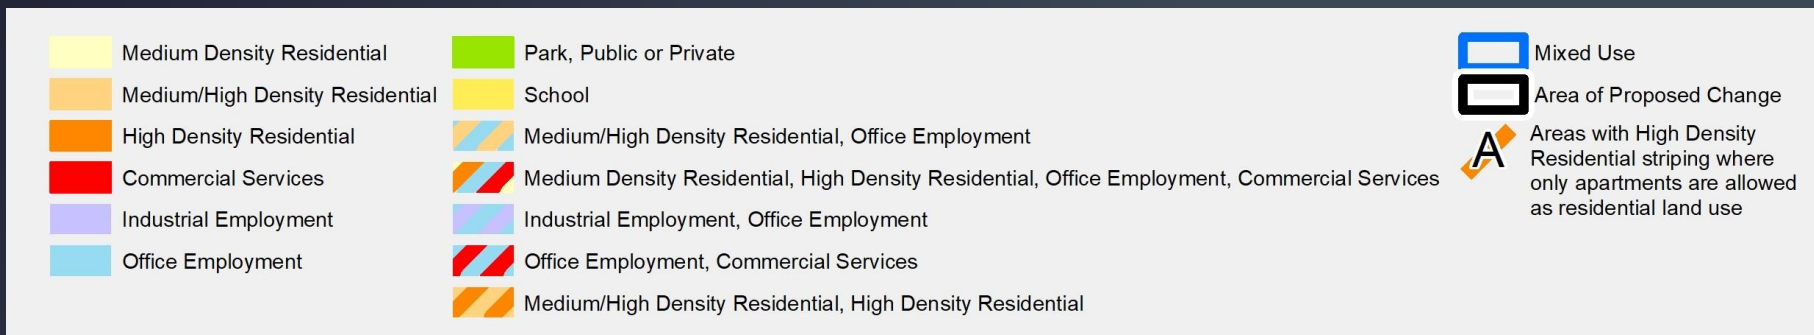 Medium Density Residential
Medium/High Density Residential
High Density Residential
Commercial Services
Industrial Employment
Office Employment
Park, Public or Private
School
Medium/High Density Residential, Office Employment
Medium Density Residential, High Density Residential, Office Employment, Commercial Services
Industrial Employment, Office Employment
Office Employment, Commercial Services
Medium/High Density Residential, High Density Residential
Mixed Use
Area of Proposed Change
A
Areas with High Density
Residential striping where
only apartments are allowed
as residential land use